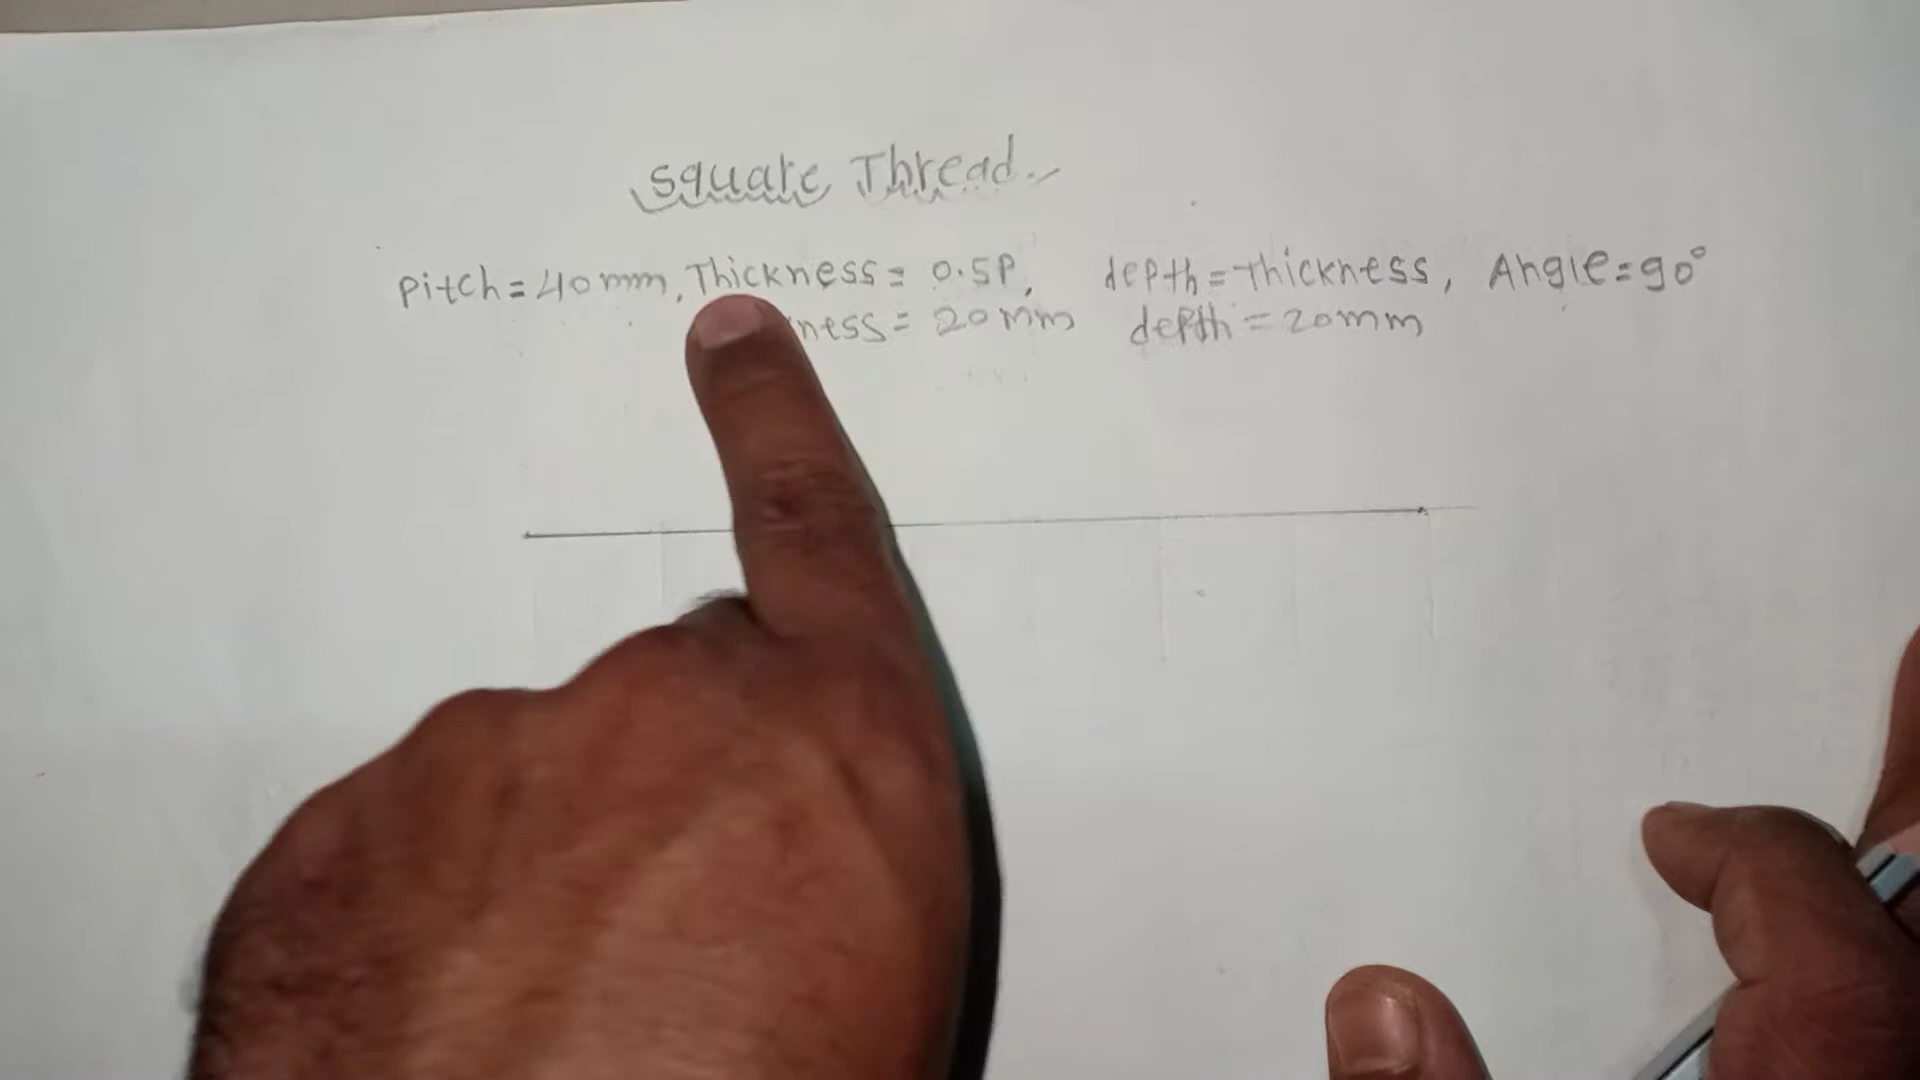 Square Thread.
Pitch=40mm, Thickness= 0.5P, depth=Thickness, Angle=90°
ness= 20mm depth=20mm